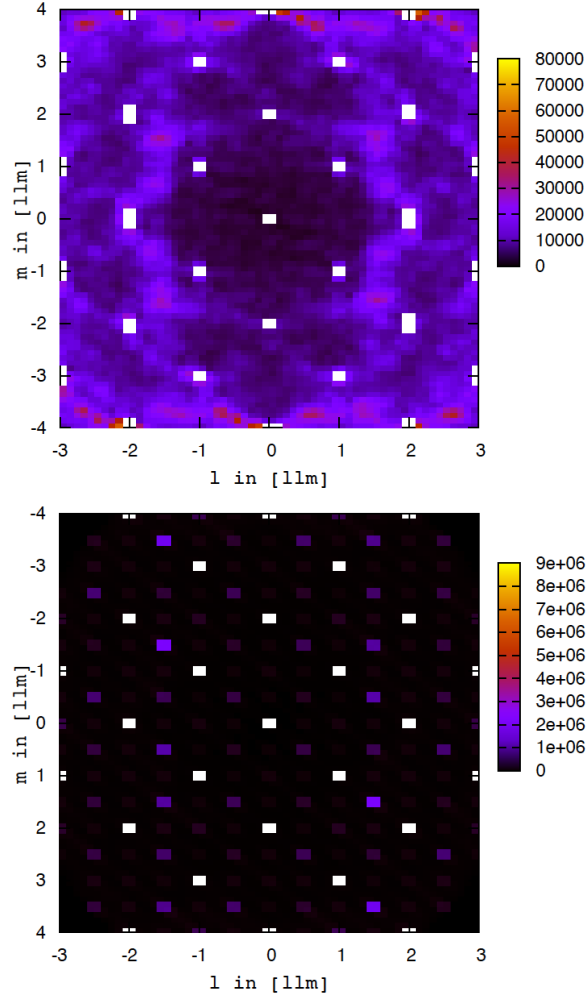 4
3
2
1
0
-1
-2
-3
-4
m in [llm]
-3 -2 -1 0 1 2 3
l in [llm]
80000
70000
60000
50000
40000
30000
20000
10000
0
-4
-3
-2
-1
0
1
2
3
4
m in [llm]
-3 -2 -1 0 1 2 3
l in [llm]
9e+06
8e+06
7e+06
6e+06
5e+06
4e+06
3e+06
2e+06
1e+06
0